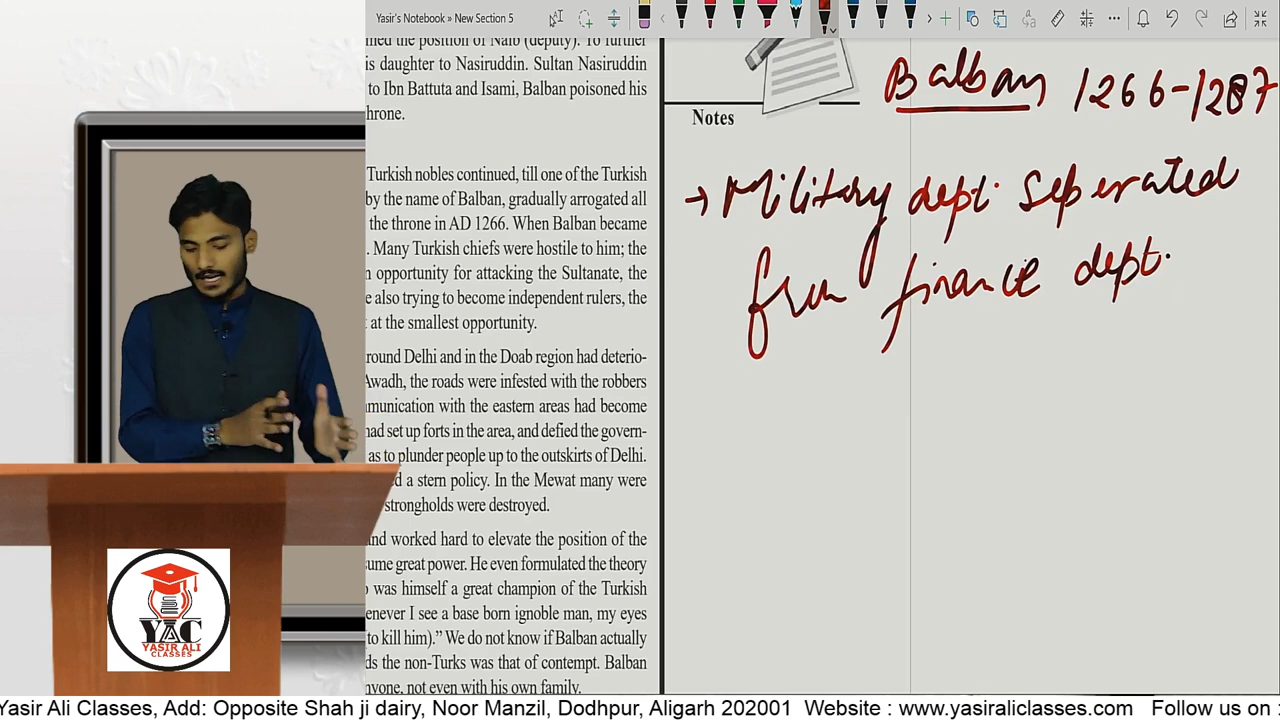 Yasir's Notebook » New Section 5
med the position of Naib (deputy). To further
is daughter to Nasiruddin. Sultan Nasiruddin
to Ibn Battuta and Isami, Balban poisoned his
throne.
Turkish nobles continued, till one of the Turkish
by the name of Balban, gradually arrogated all
the throne in AD 1266. When Balban became
. Many Turkish chiefs were hostile to him; the
n opportunity for attacking the Sultanate, the
e also trying to become independent rulers, the
t at the smallest opportunity.
round Delhi and in the Doab region had deterio-
Awadh, the roads were infested with the robbers
mmunication with the eastern areas had become
had set up forts in the area, and defied the govern-
as to plunder people up to the outskirts of Delhi.
d a stern policy. In the Mewat many were
strongholds were destroyed.
and worked hard to elevate the position of the
sume great power. He even formulated the theory
o was himself a great champion of the Turkish
enever I see a base born ignoble man, my eyes
to kill him).” We do not know if Balban actually
ds the non-Turks was that of contempt. Balban
nyone, not even with his own family.
Notes
Balban 1266-1287
→ Military dept. seperated
from finance dept.
YAC
YASIR ALI
CLASSES
Yasir Ali Classes, Add: Opposite Shah ji dairy, Noor Manzil, Dodhpur, Aligarh 202001 Website : www.yasiraliclasses.com Follow us on :